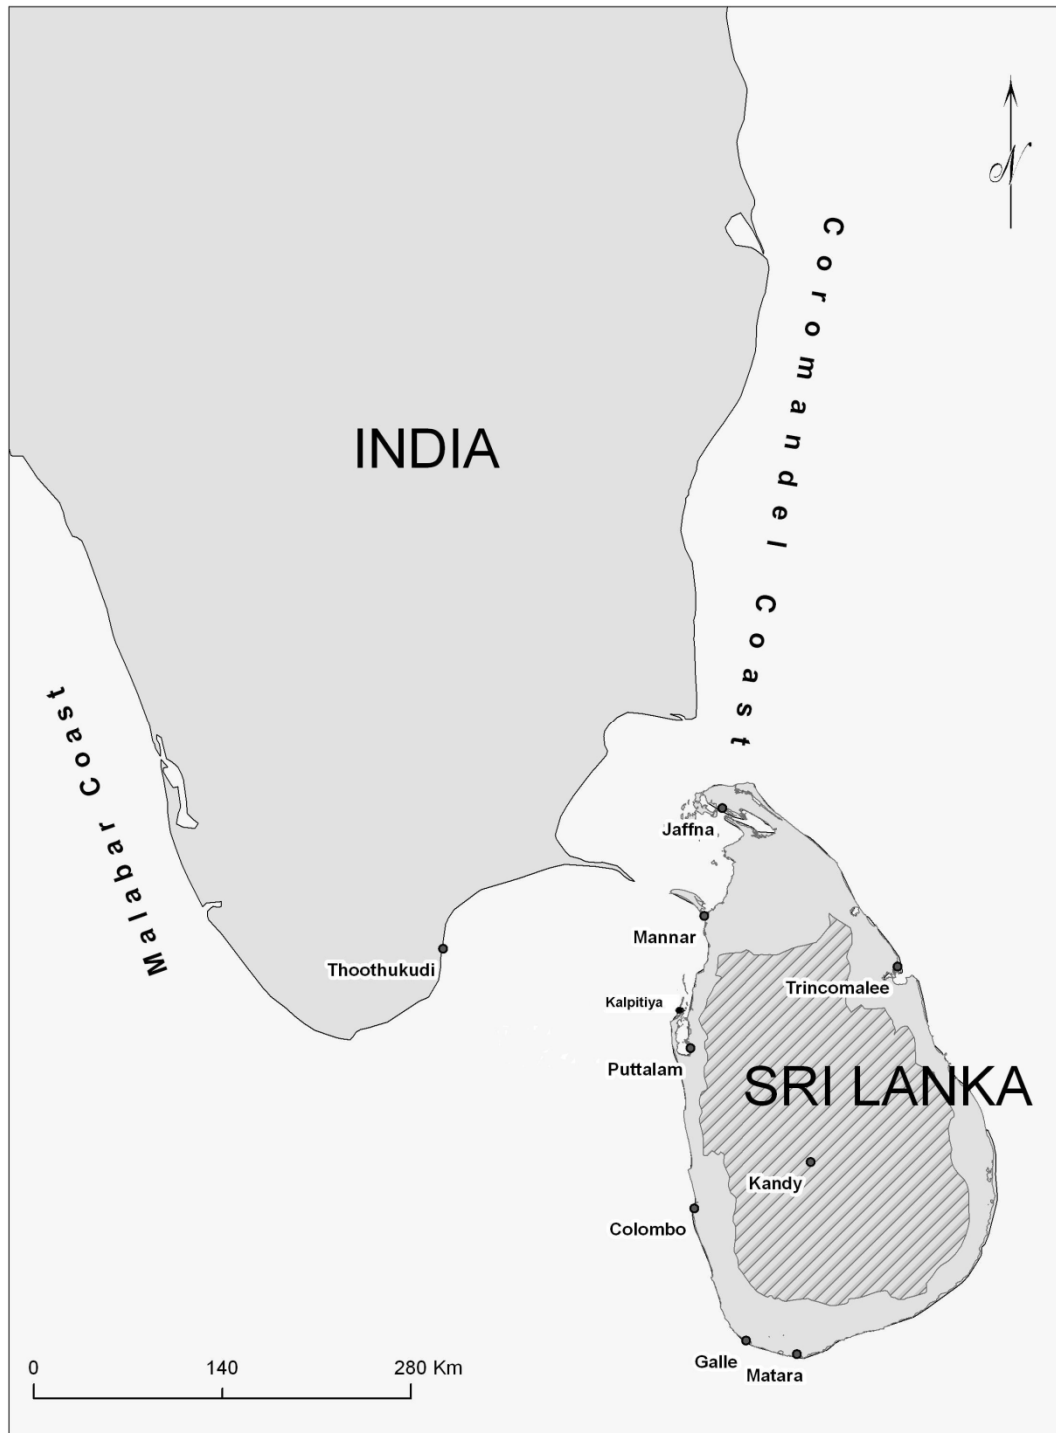 N
Coromandel Coast
INDIA
Malabar Coast
Jaffna
Mannar
Thoothukudi
Trincomalee
Kalpitiya
Puttalam
SRI LANKA
Kandy
Colombo
Galle
Matara
0 140 280 Km